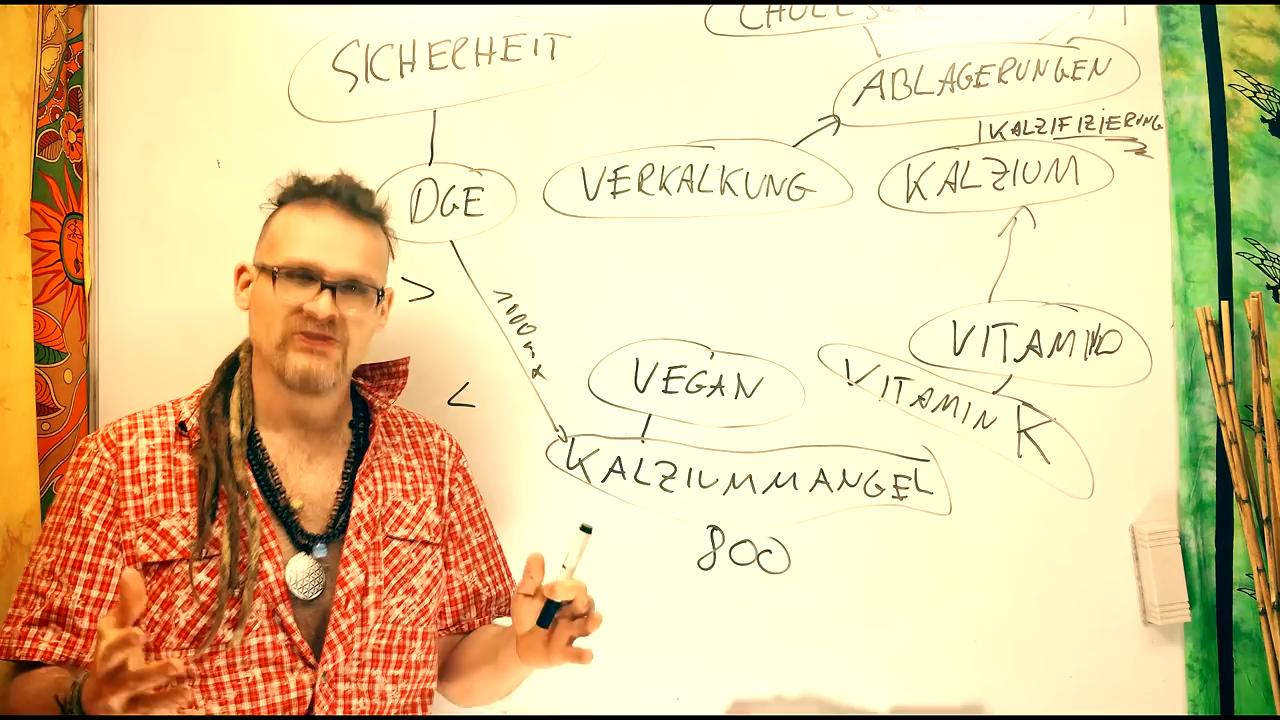 SICHERHEIT
ABLAGERUNGEN
KALZIFIZIERUNG
DGE
VERKALKUNG
KALZIUM
>
1000mg
VITAMIN D
<
VEGAN
VITAMIN K
KALZIUMMANGEL
800